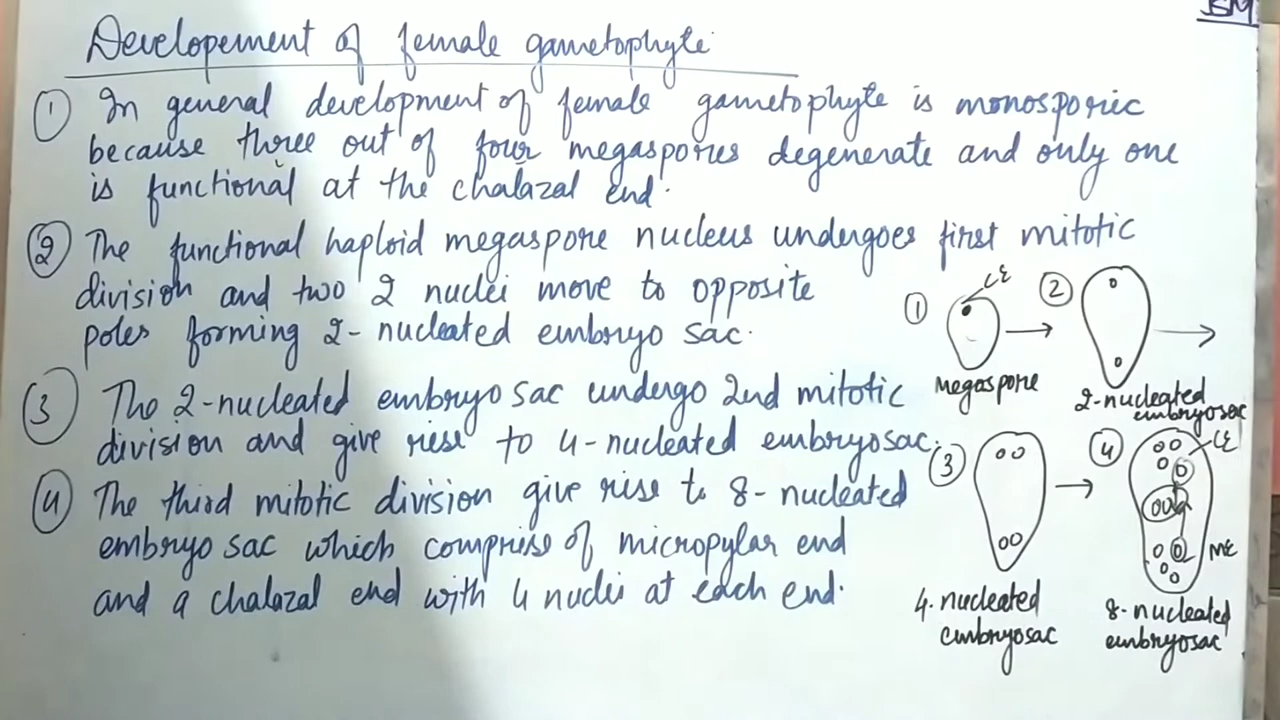 BM
Developement of female gametophyte
① In general development of female gametophyte is monosporic
because three out of four megaspores degenerate and only one
is functional at the chalazal end.
② The functional haploid megaspore nucleus undergoes first mitotic
division and two 2 nuclei move to opposite
poles forming 2-nucleated embryo sac.
③ The 2-nucleated embryo sac undergo 2nd mitotic
division and give rise to 4-nucleated embryosac.
④ The third mitotic division give rise to 8-nucleated
embryo sac which comprise of micropylar end
and a chalazal end with 4 nuclei at each end.
① CE
megaspore
②
2-nucleated
embryosac
③
4-nucleated
embryosac
④ CE
ME
8-nucleated
embryosac